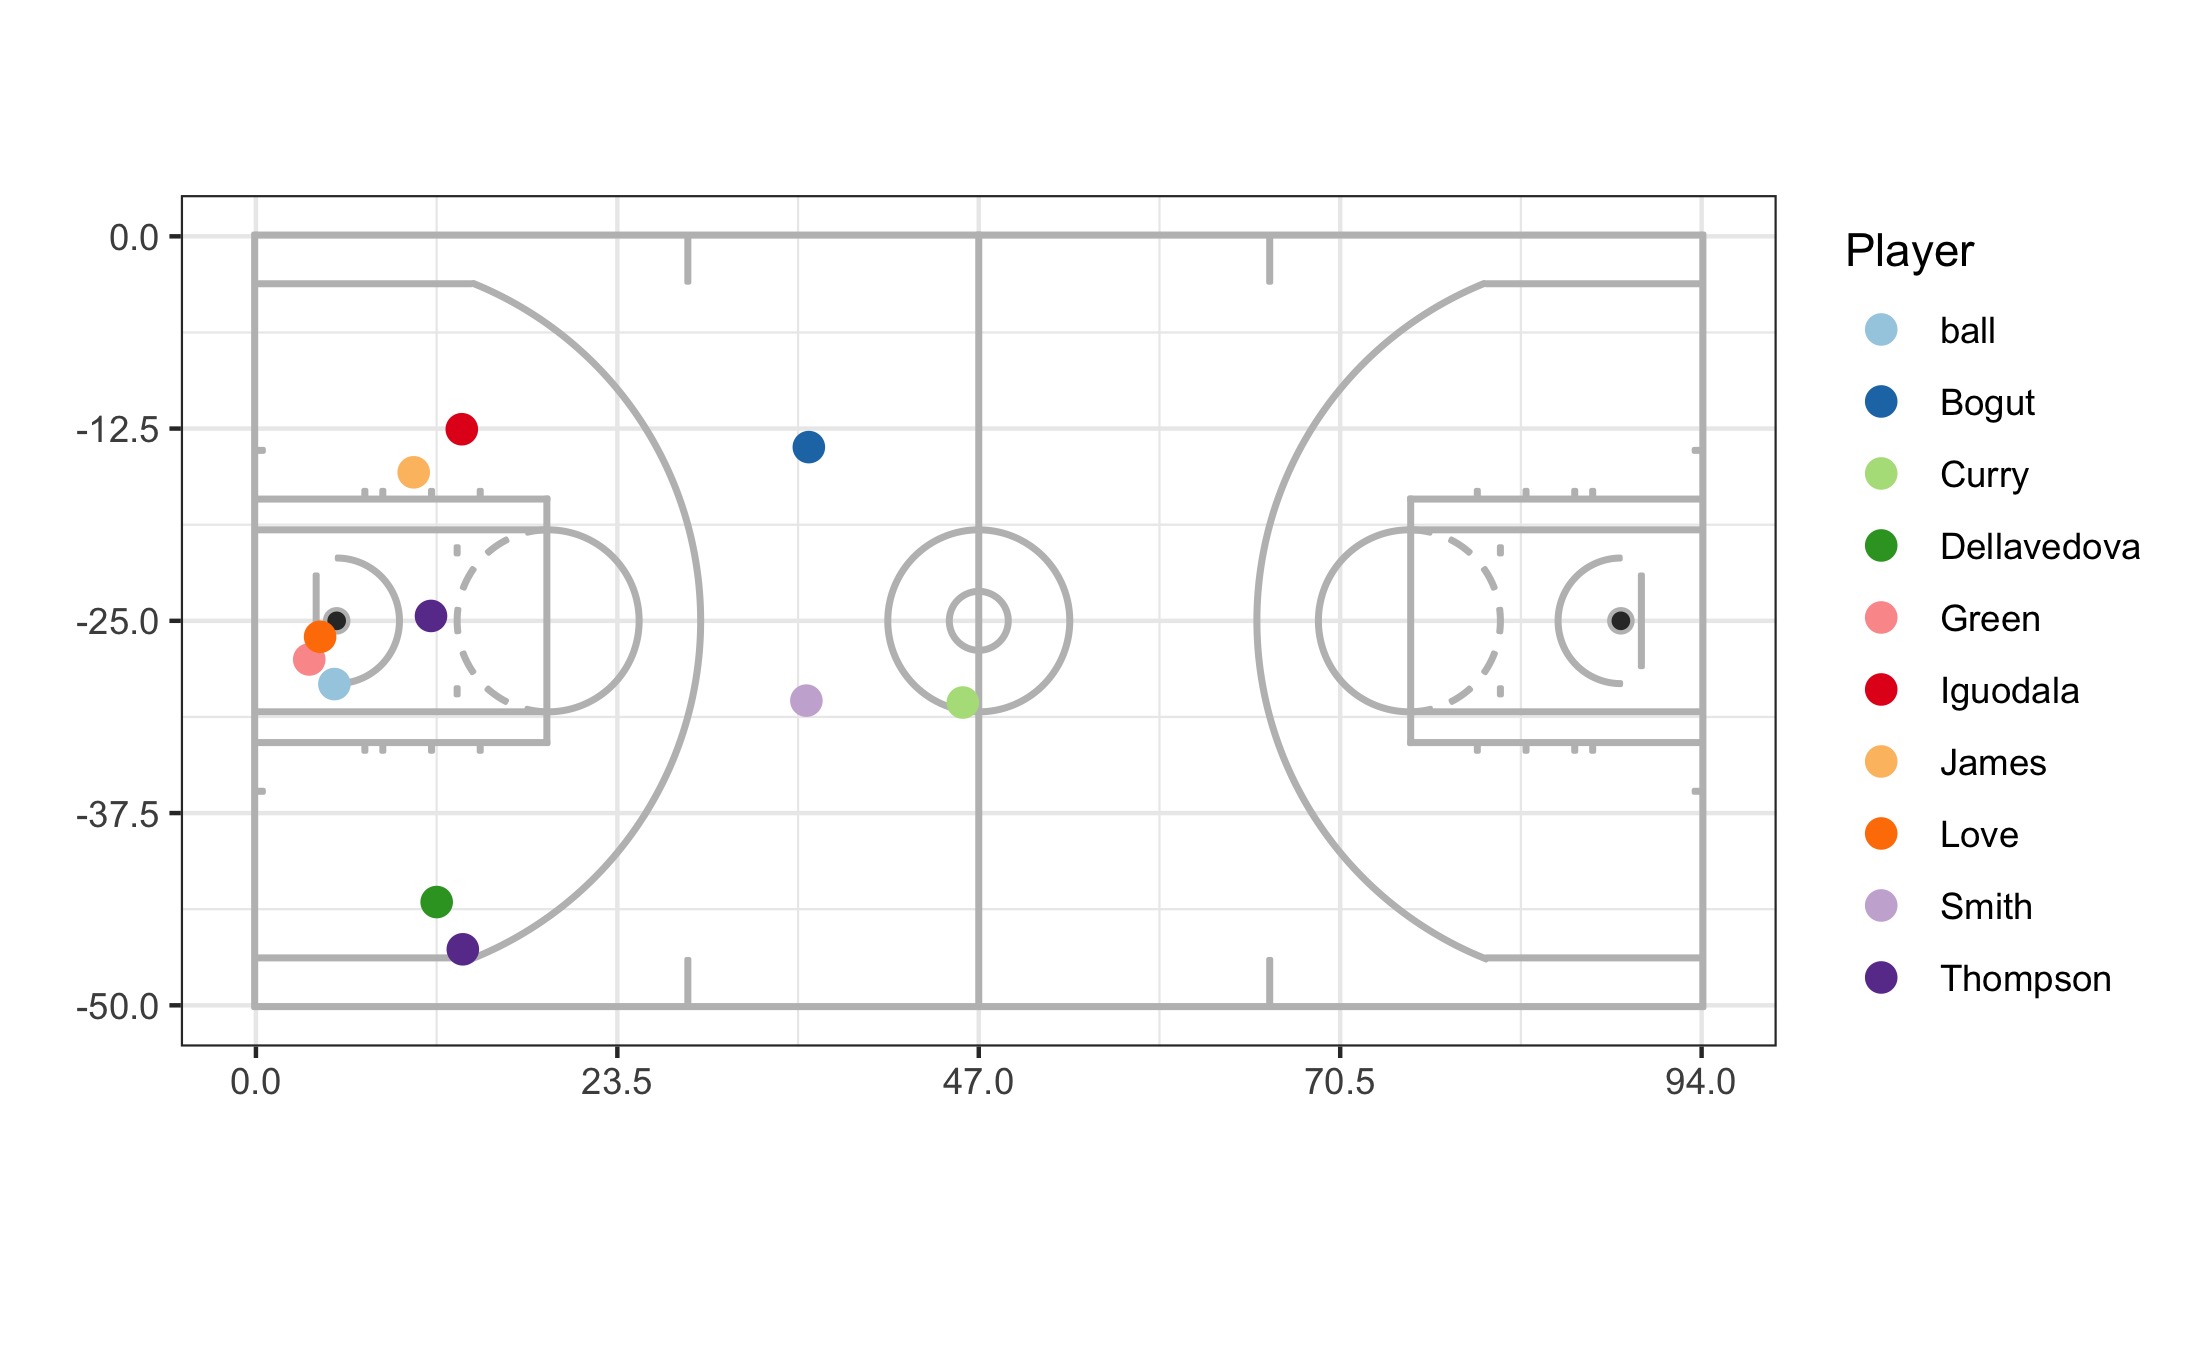 0.0
-12.5
-25.0
-37.5
-50.0
0.0 23.5 47.0 70.5 94.0
Player
ball
Bogut
Curry
Dellavedova
Green
Iguodala
James
Love
Smith
Thompson